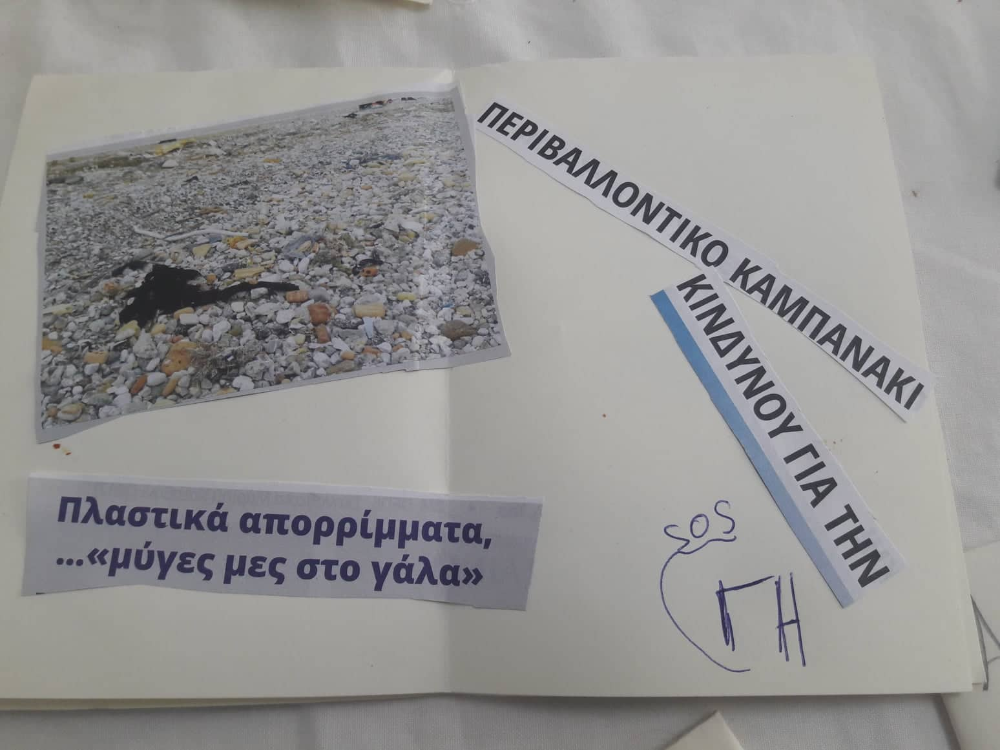 ΠΕΡΙΒΑΛΛΟΝΤΙΚΟ ΚΑΜΠΑΝΑΚΙ
ΚΙΝΔΥΝΟΥ ΓΙΑ ΤΗΝ
SOS
ΓΗ
Πλαστικά απορρίμματα,
...«μύγες μες στο γάλα»